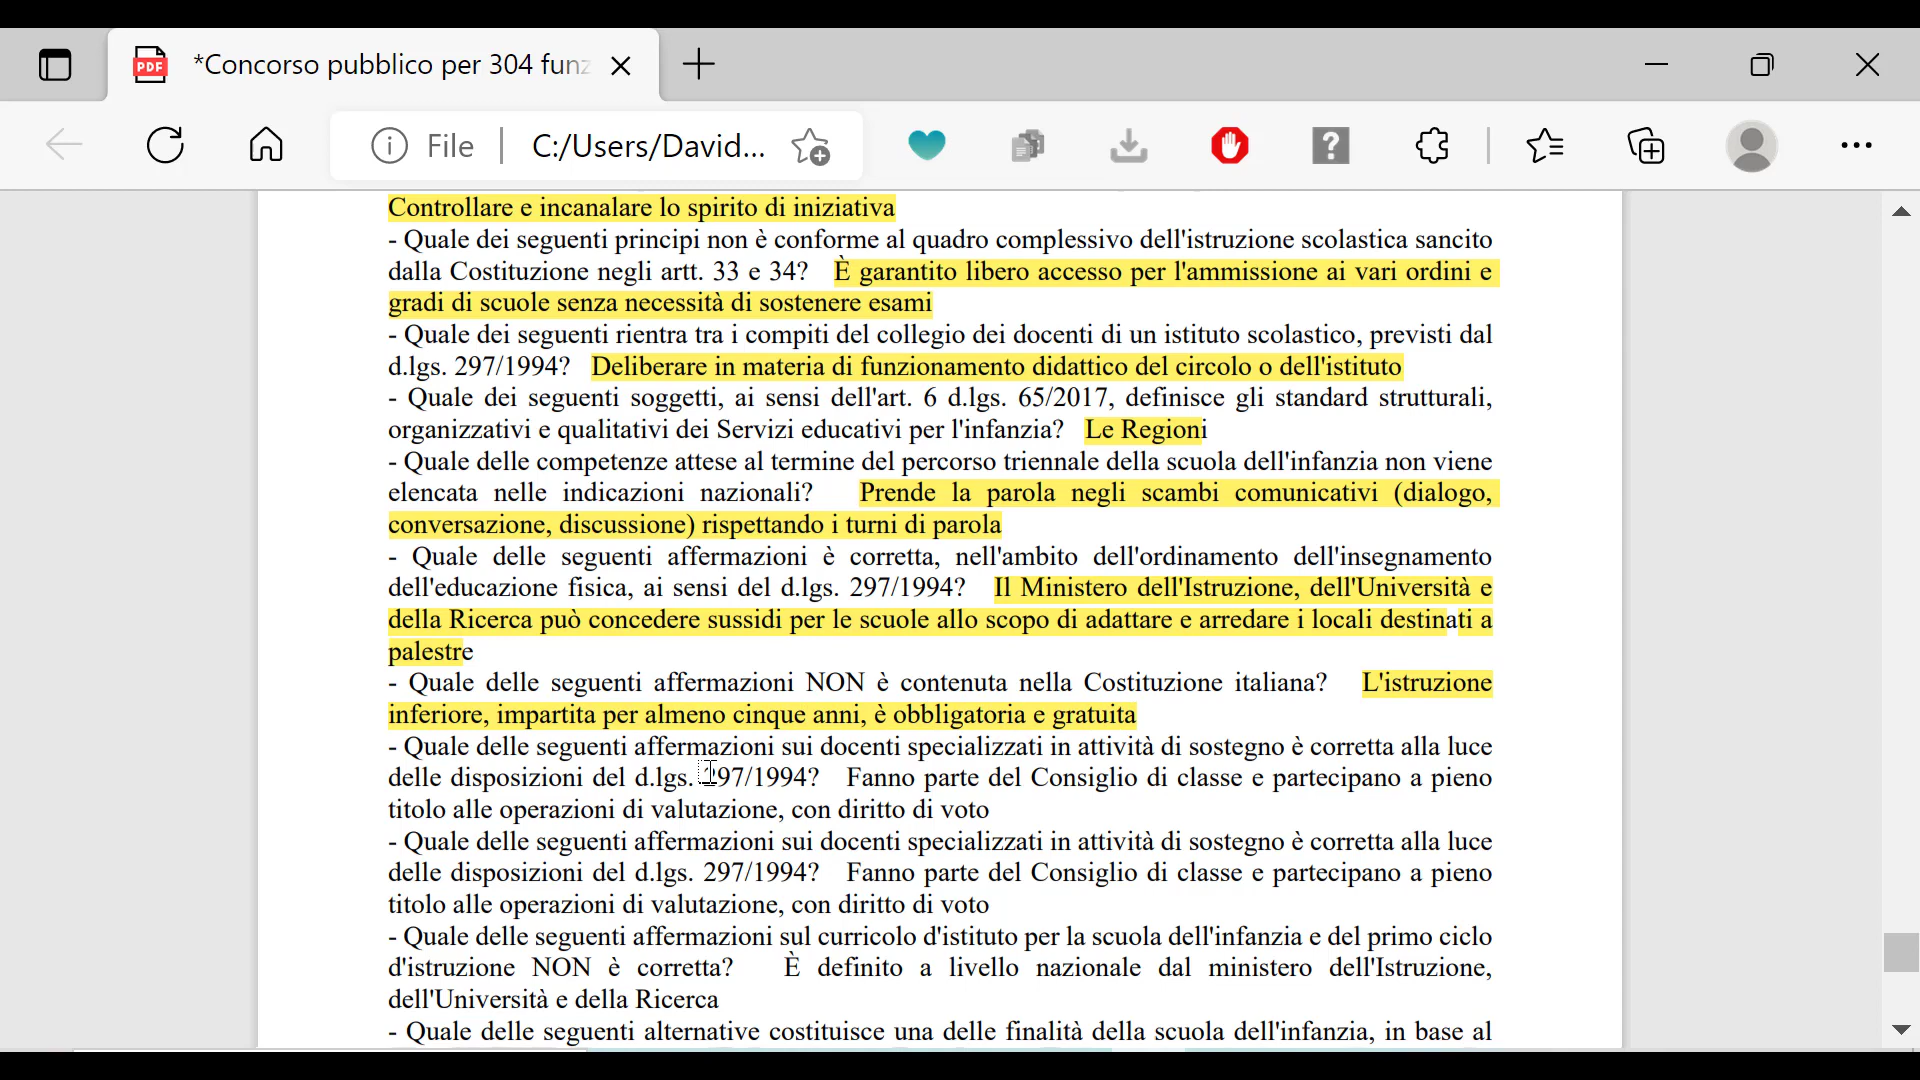 *Concorso pubblico per 304 funz
File
C:/Users/David...
Controllare e incanalare lo spirito di iniziativa
- Quale dei seguenti principi non è conforme al quadro complessivo dell'istruzione scolastica sancito
dalla Costituzione negli artt. 33 e 34? È garantito libero accesso per l'ammissione ai vari ordini e
gradi di scuole senza necessità di sostenere esami
- Quale dei seguenti rientra tra i compiti del collegio dei docenti di un istituto scolastico, previsti dal
d.lgs. 297/1994? Deliberare in materia di funzionamento didattico del circolo o dell'istituto
- Quale dei seguenti soggetti, ai sensi dell'art. 6 d.lgs. 65/2017, definisce gli standard strutturali,
organizzativi e qualitativi dei Servizi educativi per l'infanzia? Le Regioni
- Quale delle competenze attese al termine del percorso triennale della scuola dell'infanzia non viene
elencata nelle indicazioni nazionali? Prende la parola negli scambi comunicativi (dialogo,
conversazione, discussione) rispettando i turni di parola
- Quale delle seguenti affermazioni è corretta, nell'ambito dell'ordinamento dell'insegnamento
dell'educazione fisica, ai sensi del d.lgs. 297/1994? Il Ministero dell'Istruzione, dell'Università e
della Ricerca può concedere sussidi per le scuole allo scopo di adattare e arredare i locali destinati a
palestre
- Quale delle seguenti affermazioni NON è contenuta nella Costituzione italiana? L'istruzione
inferiore, impartita per almeno cinque anni, è obbligatoria e gratuita
- Quale delle seguenti affermazioni sui docenti specializzati in attività di sostegno è corretta alla luce
delle disposizioni del d.lgs. 297/1994? Fanno parte del Consiglio di classe e partecipano a pieno
titolo alle operazioni di valutazione, con diritto di voto
- Quale delle seguenti affermazioni sui docenti specializzati in attività di sostegno è corretta alla luce
delle disposizioni del d.lgs. 297/1994? Fanno parte del Consiglio di classe e partecipano a pieno
titolo alle operazioni di valutazione, con diritto di voto
- Quale delle seguenti affermazioni sul curricolo d'istituto per la scuola dell'infanzia e del primo ciclo
d'istruzione NON è corretta? È definito a livello nazionale dal ministero dell'Istruzione,
dell'Università e della Ricerca
- Quale delle seguenti alternative costituisce una delle finalità della scuola dell'infanzia, in base al